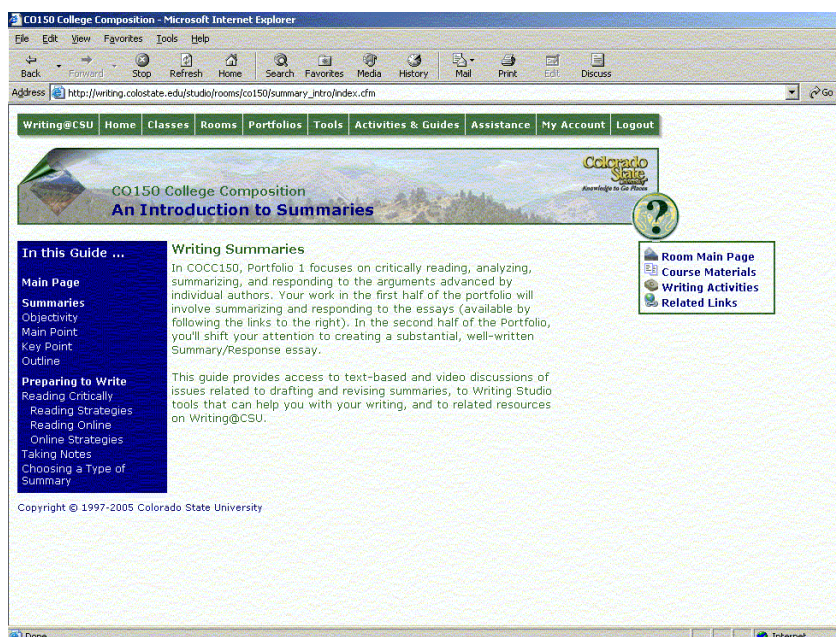 CO150 College Composition - Microsoft Internet Explorer
File Edit View Favorites Tools Help
Back Forward Stop Refresh Home Search Favorites Media History Mail Print Edit Discuss
Address http://writing.colostate.edu/studio/rooms/co150/summary_intro/index.cfm Go
Writing@CSU Home Classes Rooms Portfolios Tools Activities & Guides Assistance My Account Logout
Colorado
State
University
Knowledge to Go Places
CO150 College Composition
An Introduction to Summaries
?
In this Guide ...
Main Page
Summaries
Objectivity
Main Point
Key Point
Outline
Preparing to Write
Reading Critically
Reading Strategies
Reading Online
Online Strategies
Taking Notes
Choosing a Type of
Summary
Writing Summaries
In COCC150, Portfolio 1 focuses on critically reading, analyzing,
summarizing, and responding to the arguments advanced by
individual authors. Your work in the first half of the portfolio will
involve summarizing and responding to the essays (available by
following the links to the right). In the second half of the Portfolio,
you'll shift your attention to creating a substantial, well-written
Summary/Response essay.
This guide provides access to text-based and video discussions of
issues related to drafting and revising summaries, to Writing Studio
tools that can help you with your writing, and to related resources
on Writing@CSU.
Room Main Page
Course Materials
Writing Activities
Related Links
Copyright © 1997-2005 Colorado State University
Done Internet